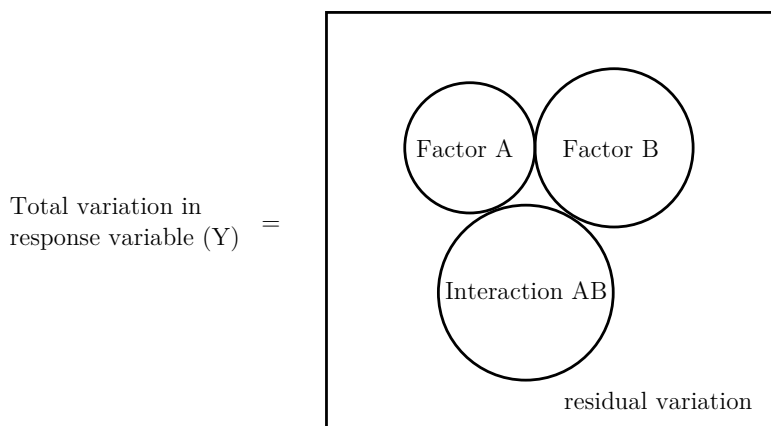 Factor A
Factor B
Total variation in
response variable (Y)
=
Interaction AB
residual variation